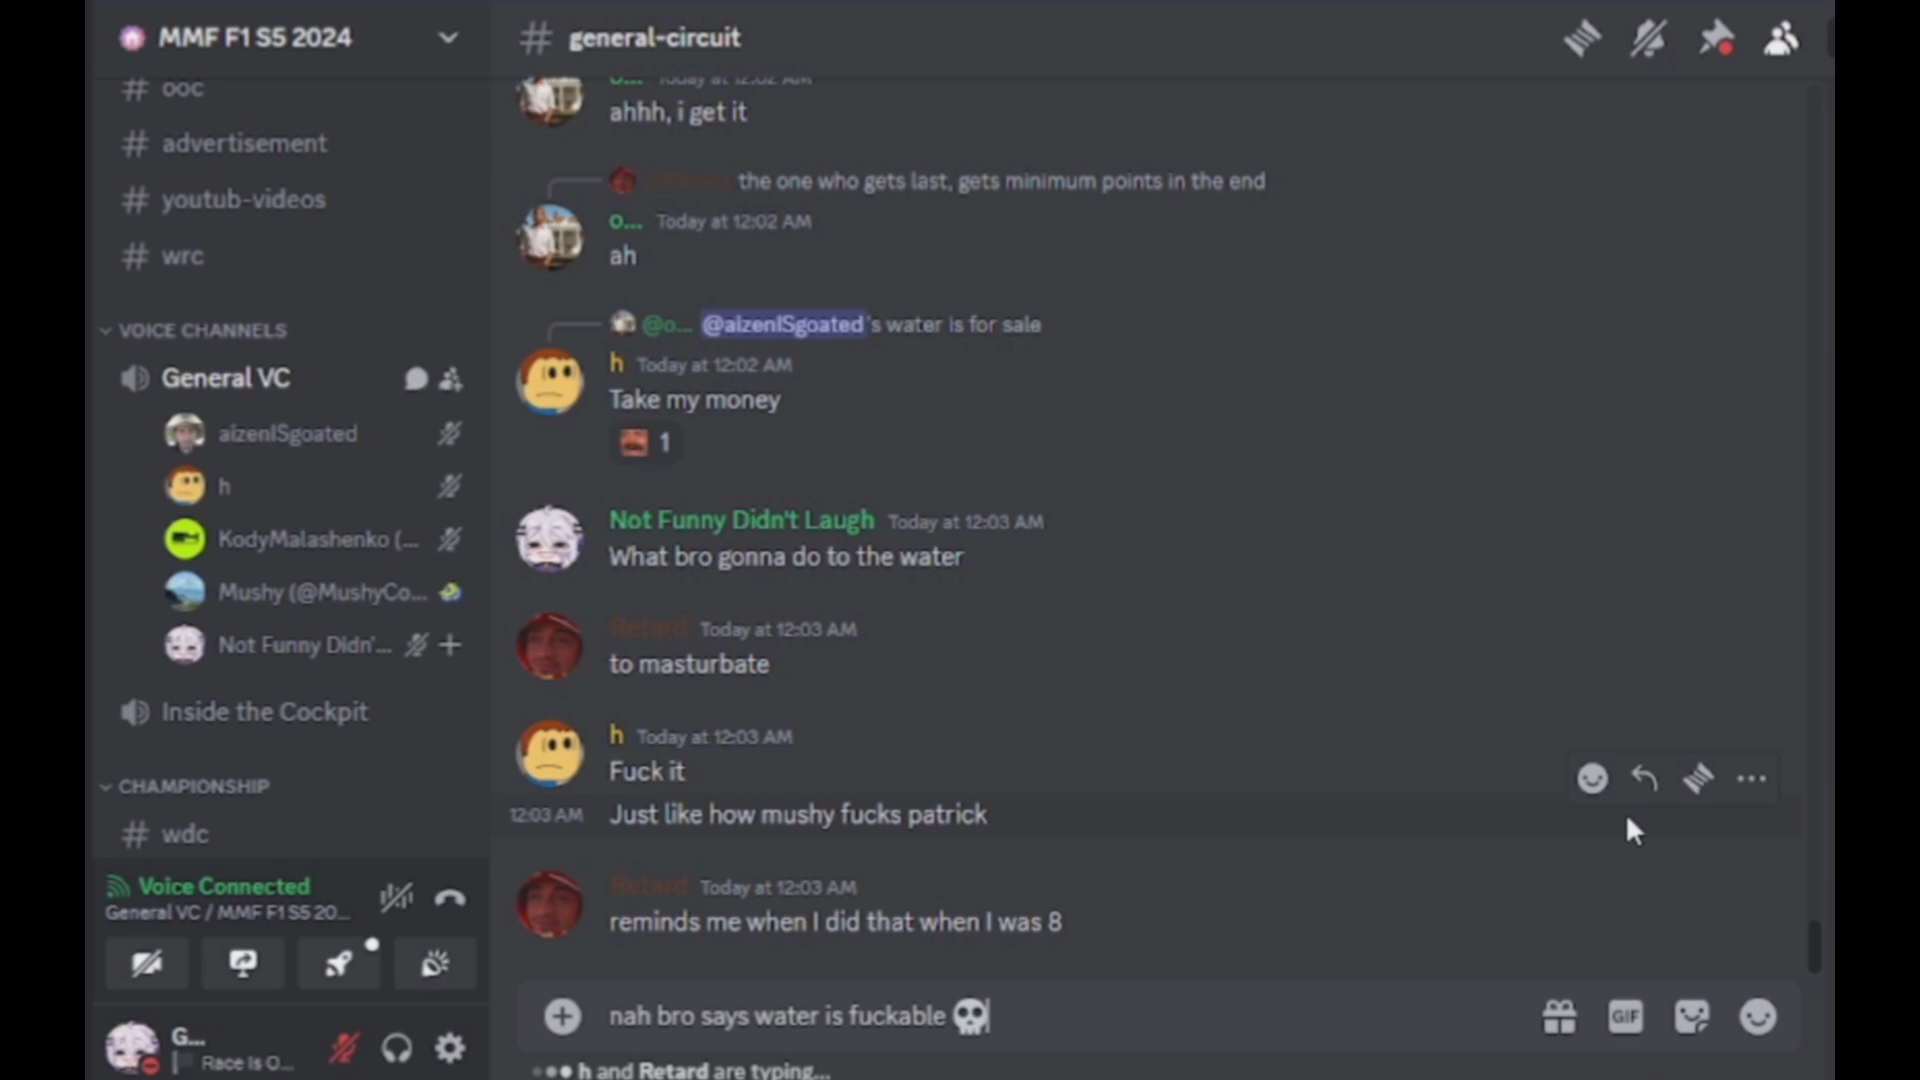 MMF F1 S5 2024
# ooc
# advertisement
# youtub-videos
# wrc
VOICE CHANNELS
General VC
aizenISgoated
h
KodyMalashenko (...
Mushy (@MushyCo...
Not Funny Didn'...
Inside the Cockpit
CHAMPIONSHIP
# wdc
Voice Connected
General VC / MMF F1 S5 20...
G...
Race Is O...
# general-circuit
o... Today at 12:02 AM
ahhh, i get it
the one who gets last, gets minimum points in the end
o... Today at 12:02 AM
ah
@o... @aizenISgoated's water is for sale
h Today at 12:02 AM
Take my money
1
Not Funny Didn't Laugh Today at 12:03 AM
What bro gonna do to the water
Retard Today at 12:03 AM
to masturbate
h Today at 12:03 AM
Fuck it
12:03 AM Just like how mushy fucks patrick
Retard Today at 12:03 AM
reminds me when I did that when I was 8
nah bro says water is fuckable 💀
GIF
h and Retard are typing...